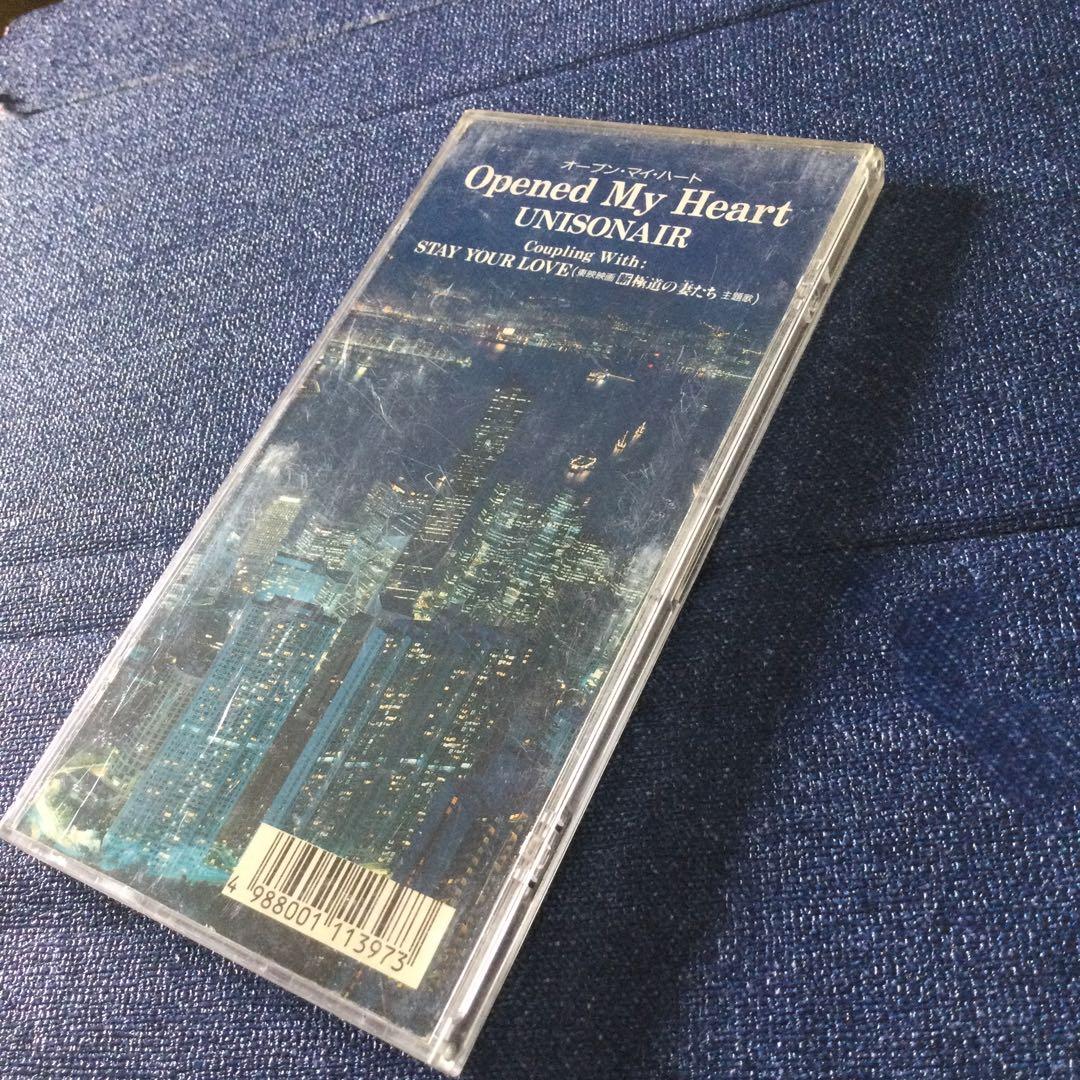 オープン・マイ・ハート
Opened My Heart
UNISONAIR
Coupling With:
STAY YOUR LOVE(東映映画 新極道の妻たち 主題歌)
4 988001 113973